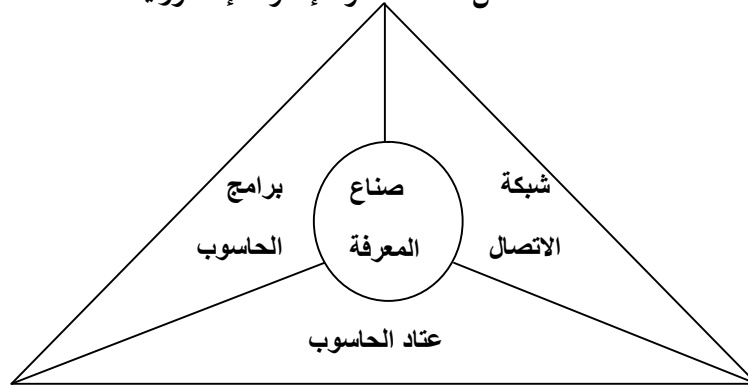 شبكة
الاتصال
صناع
المعرفة
برامج
الحاسوب
عتاد الحاسوب